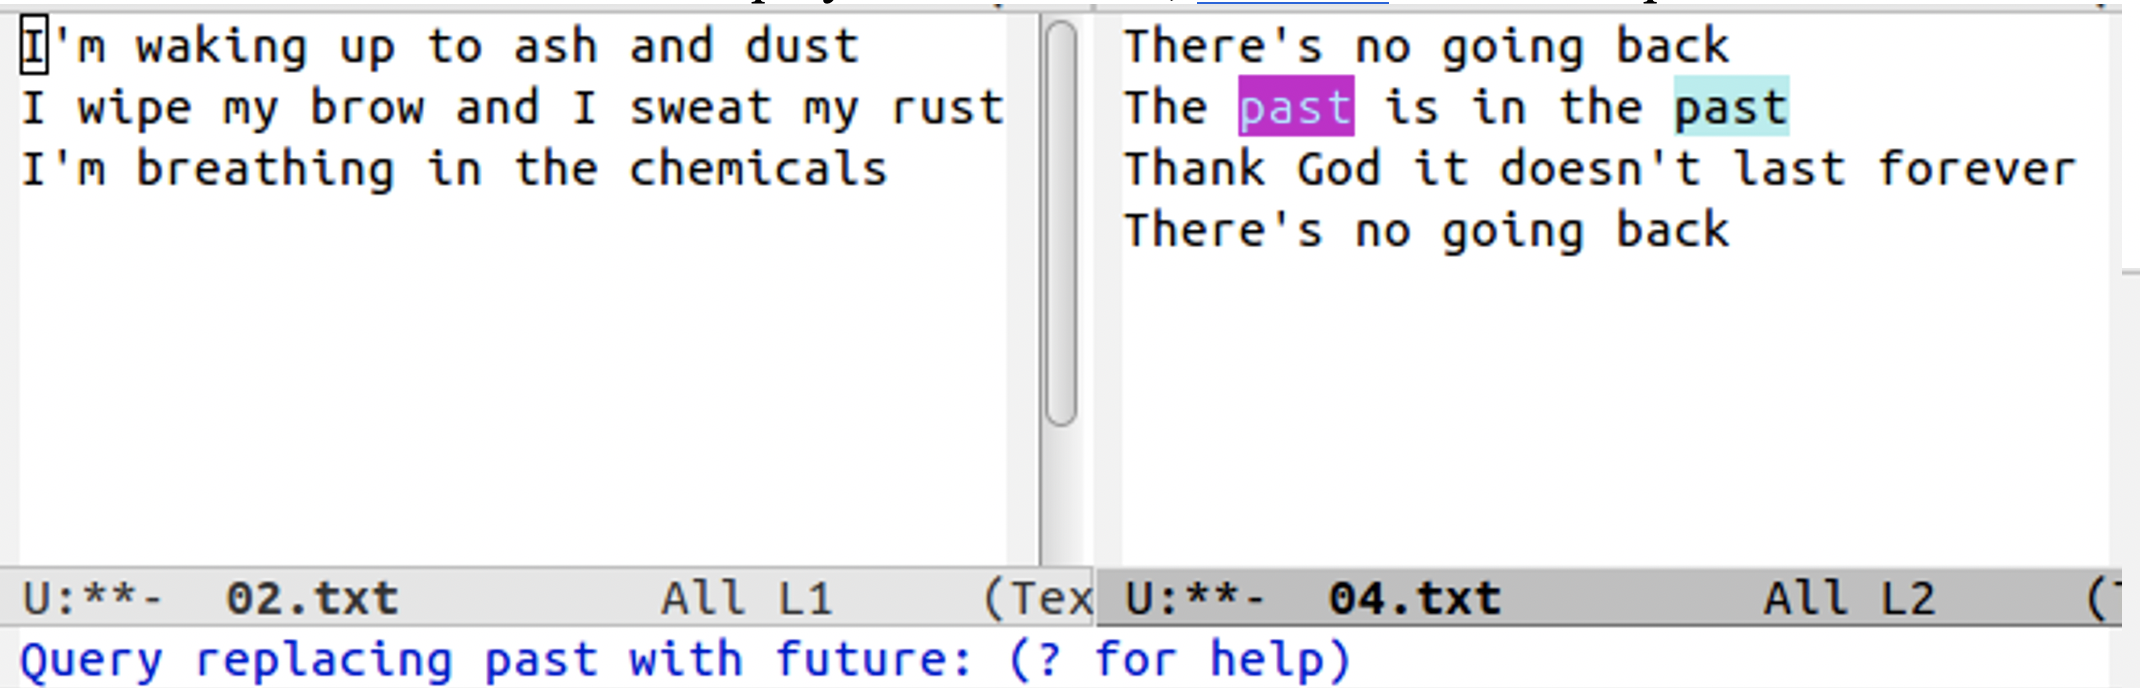 I'm waking up to ash and dust
I wipe my brow and I sweat my rust
I'm breathing in the chemicals
U:**-  02.txt All L1 (Tex
There's no going back
The past is in the past
Thank God it doesn't last forever
There's no going back
U:**-  04.txt All L2 (
Query replacing past with future: (? for help)